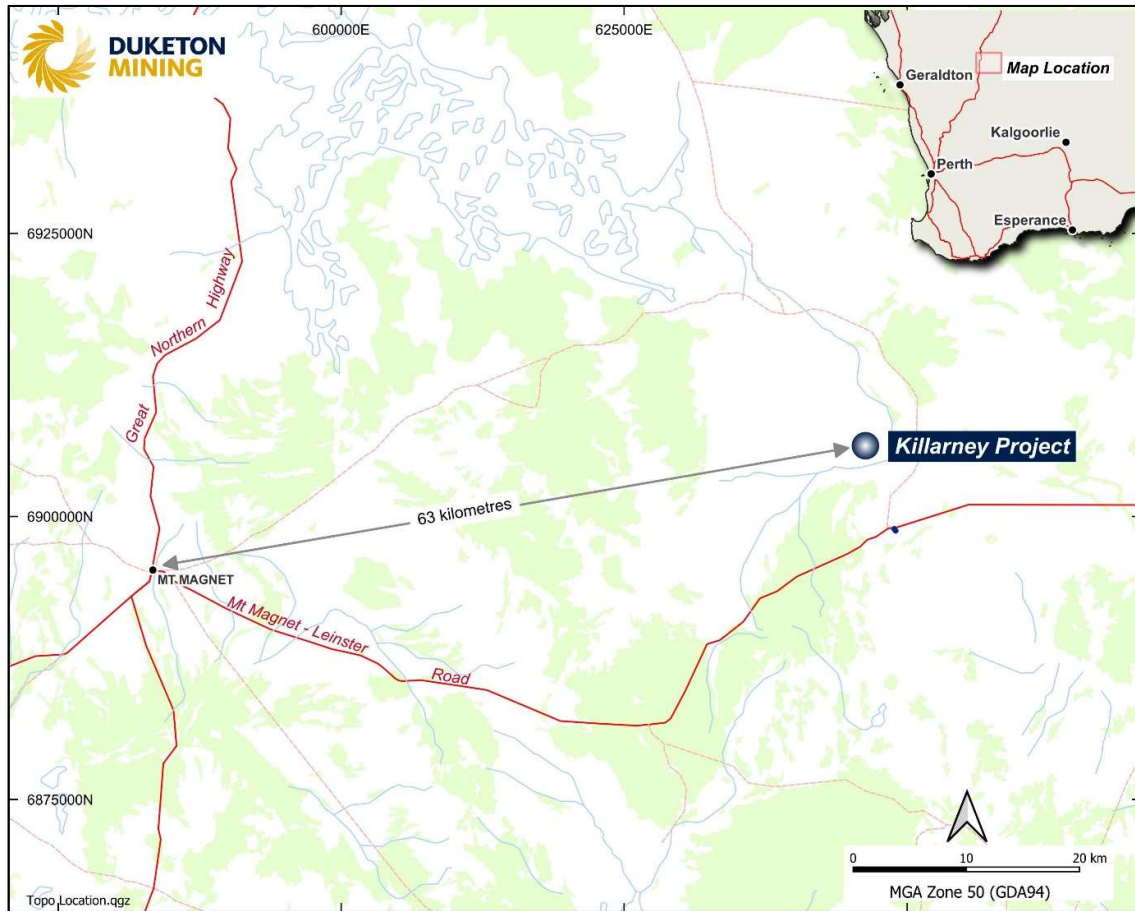 DUKETON
MINING
600000E
625000E
Map Location
Geraldton
Kalgoorlie
Perth
Esperance
6925000N
Great Northern Highway
Killarney Project
63 kilometres
6900000N
MT MAGNET
Mt Magnet - Leinster Road
6875000N
0 10 20 km
MGA Zone 50 (GDA94)
Topo Location.qgz